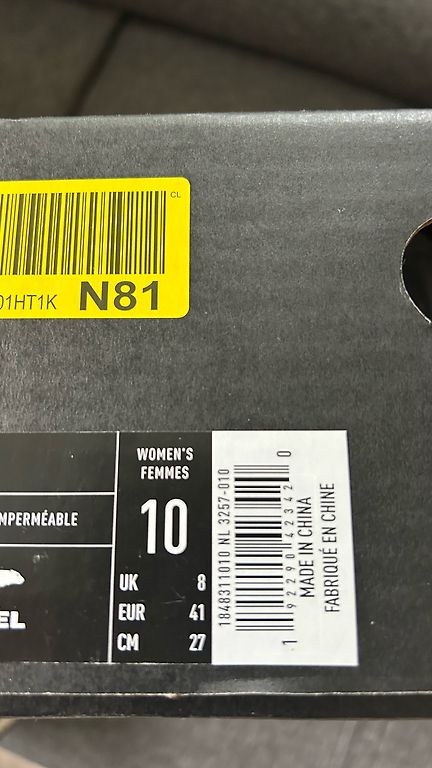 CL
01HT1K N81
IMPERMÉABLE
EL
WOMEN'S
FEMMES
10
UK 8
EUR 41
CM 27
1848311010 NL 3257-010
1 92290 42342 0
MADE IN CHINA
FABRIQUÉ EN CHINE